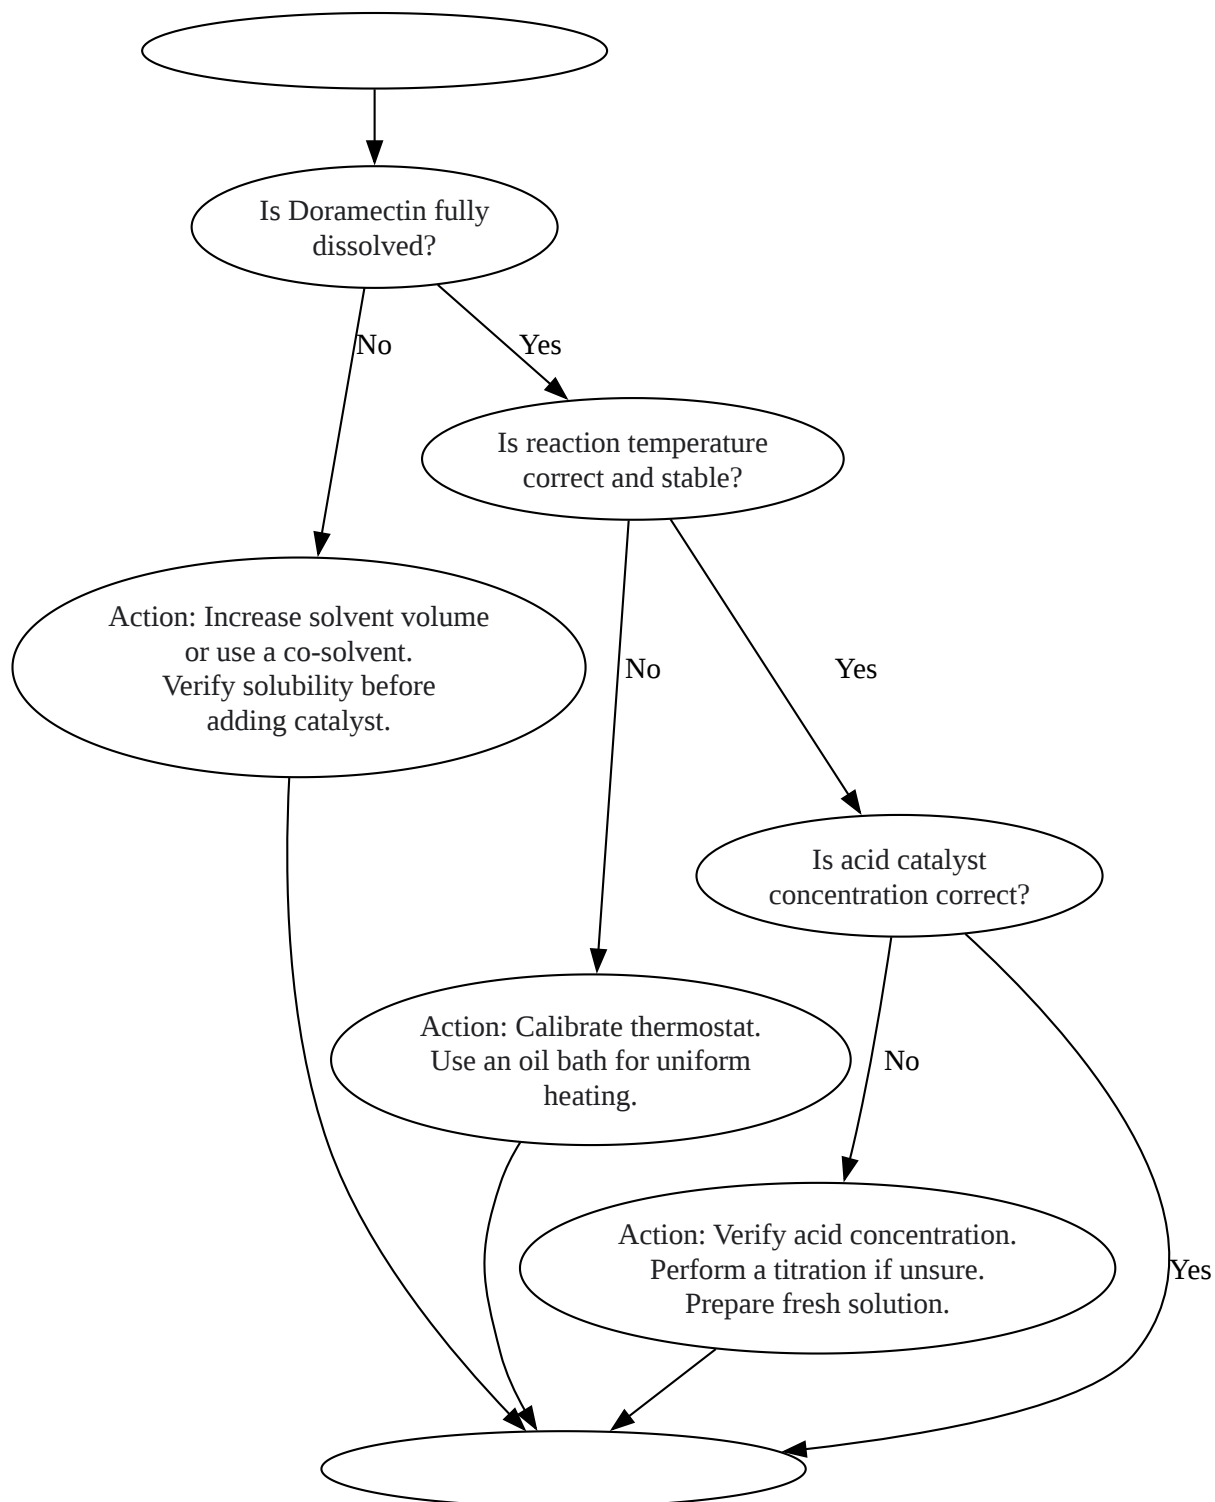 Is Doramectin fully
dissolved?
No
Yes
Is reaction temperature
correct and stable?
Action: Increase solvent volume
or use a co-solvent.
Verify solubility before
adding catalyst.
No
Yes
Is acid catalyst
concentration correct?
Action: Calibrate thermostat.
Use an oil bath for uniform
heating.
No
Action: Verify acid concentration.
Perform a titration if unsure.
Prepare fresh solution.
Yes